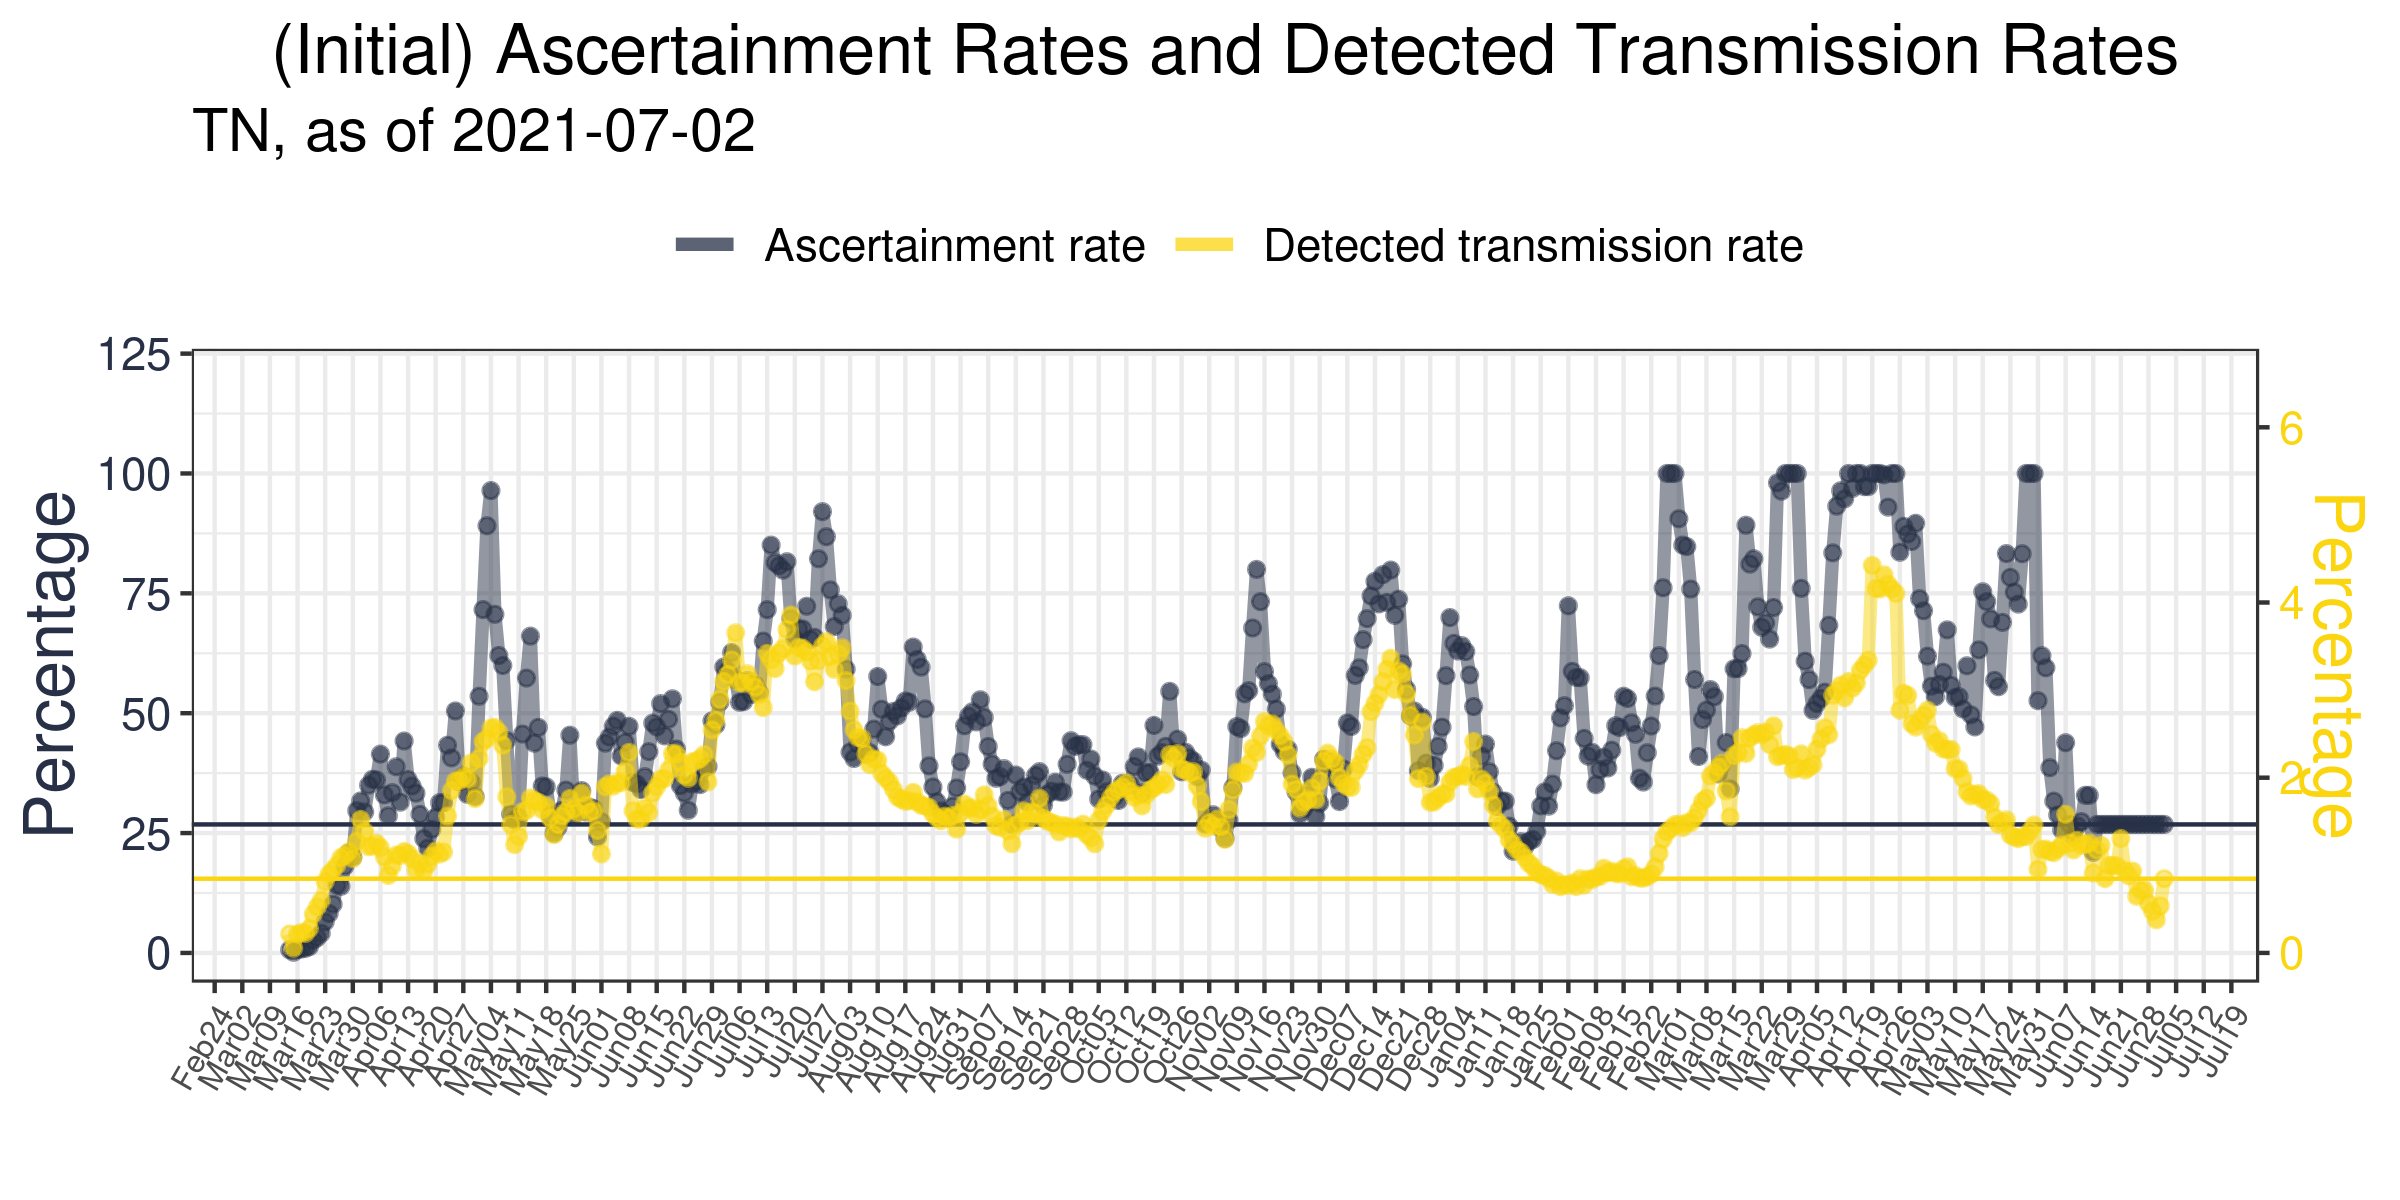 (Initial) Ascertainment Rates and Detected Transmission Rates
TN, as of 2021-07-02
Ascertainment rate
Detected transmission rate
Percentage
125
100
75
50
25
0
6
4
2
0
Percentage
Feb24
Mar02
Mar09
Mar16
Mar23
Mar30
Apr06
Apr13
Apr20
Apr27
May04
May11
May18
May25
Jun01
Jun08
Jun15
Jun22
Jun29
Jul06
Jul13
Jul20
Jul27
Aug03
Aug10
Aug17
Aug24
Aug31
Sep07
Sep14
Sep21
Sep28
Oct05
Oct12
Oct19
Oct26
Nov02
Nov09
Nov16
Nov23
Nov30
Dec07
Dec14
Dec21
Dec28
Jan04
Jan11
Jan18
Jan25
Feb01
Feb08
Feb15
Feb22
Mar01
Mar08
Mar15
Mar22
Mar29
Apr05
Apr12
Apr19
Apr26
May03
May10
May17
May24
May31
Jun07
Jun14
Jun21
Jun28
Jul05
Jul12
Jul19